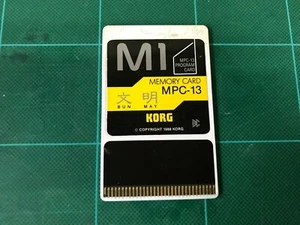 M1
MPC-13
PROGRAM
CARD
MEMORY CARD
MPC-13
文 明
BUN MAY
KORG
© COPYRIGHT 1988 KORG